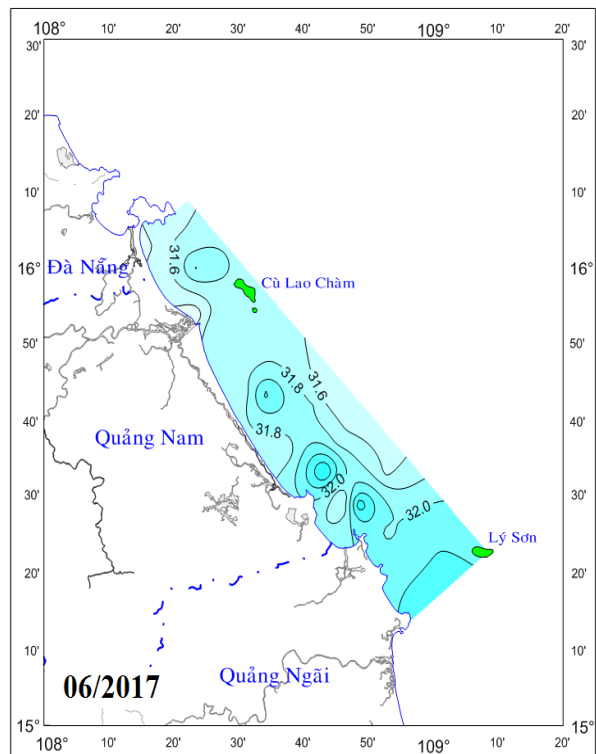 108° 10' 20' 30' 40' 50' 109° 10' 20'
30' 30'
20' 20'
10' 10'
31.6
16° Đà Nẵng 16°
Cù Lao Chàm
50' 50'
31.6
31.8
40' 40'
31.8
Quảng Nam
30' 30'
32.0
32.0
Lý Sơn
20' 20'
10' 10'
Quảng Ngãi
06/2017
15° 15°
108° 10' 20' 30' 40' 50' 109° 10' 20'